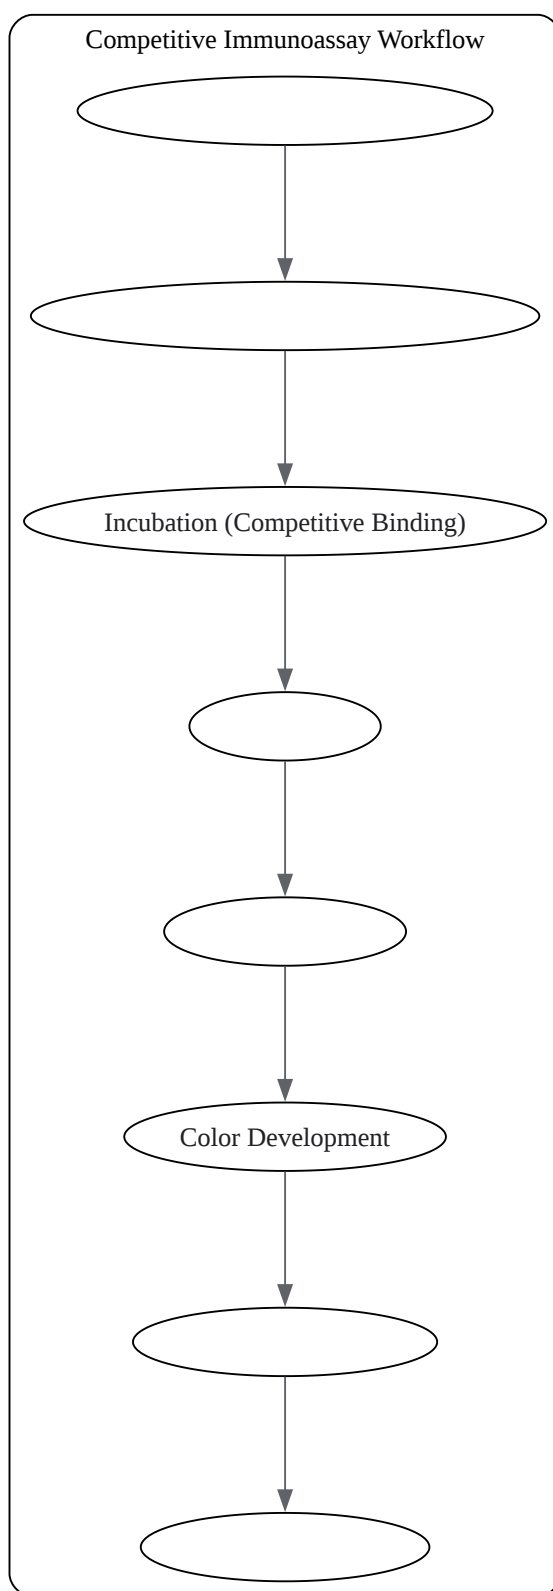 Competitive Immunoassay Workflow
Incubation (Competitive Binding)
Color Development